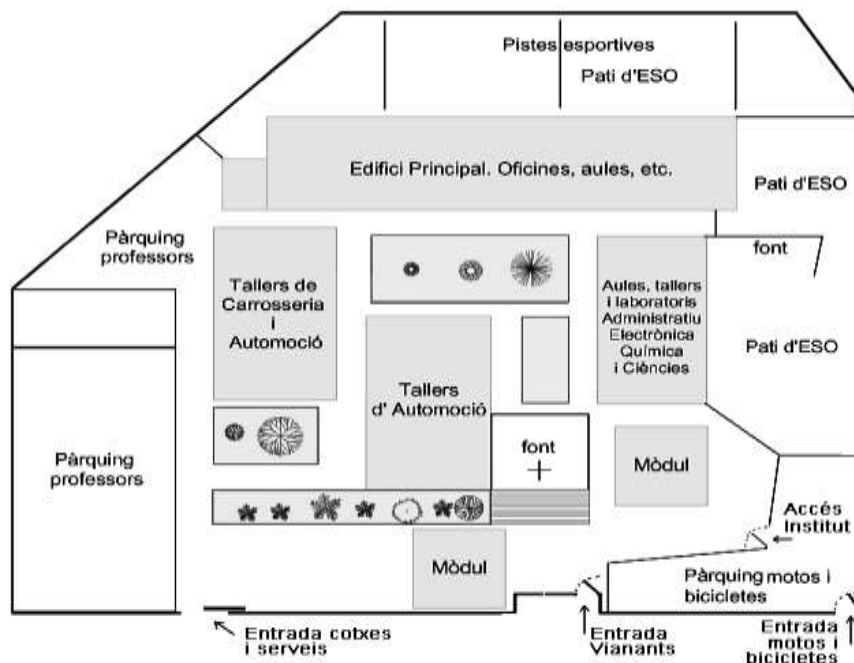 Pistes esportives
Pati d'ESO
Edifici Principal. Oficines, aules, etc.
Pati d'ESO
Pàrquing
professors
font
Tallers de
Carrosseria
i
Automoció
Aules, tallers
i laboratoris
Administratiu
Electrònica
Química
i Ciències
Pati d'ESO
Tallers
d' Automoció
font
Mòdul
Pàrquing
professors
Accés
Institut
Mòdul
Pàrquing motos i
bicicletes
Entrada cotxes
i serveis
Entrada
Vianants
Entrada
motos i
bicicletes